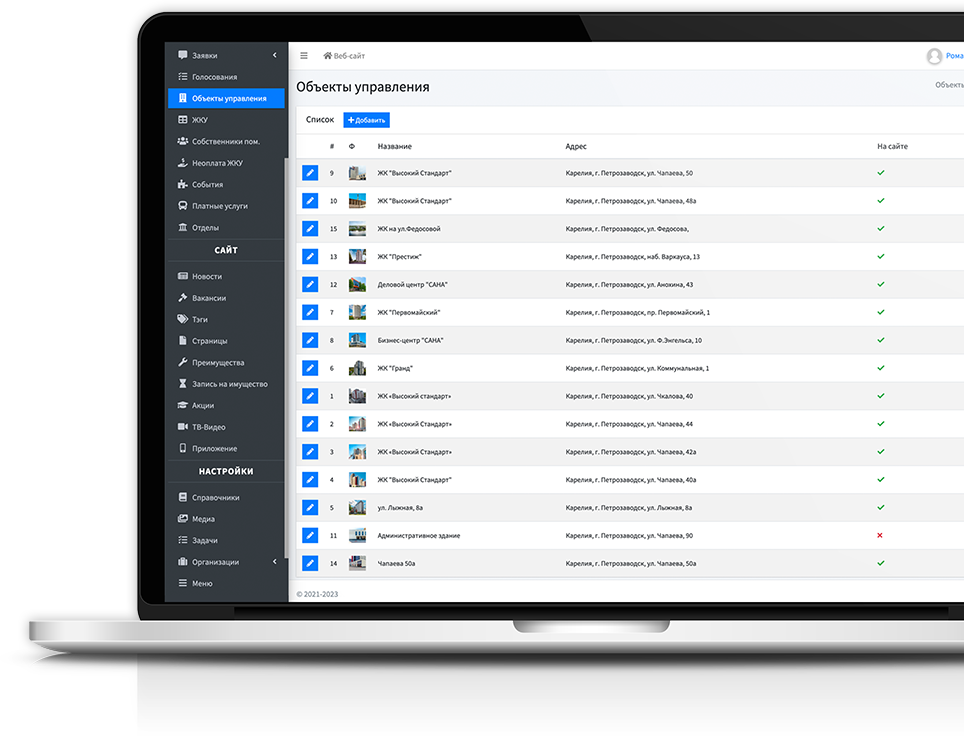 Заявки
Голосования
Объекты управления
ЖКУ
Собственники пом.
Неоплата ЖКУ
События
Платные услуги
Отделы
САЙТ
Новости
Вакансии
Тэги
Страницы
Преимущества
Запись на имущество
Акции
ТВ-Видео
Приложение
НАСТРОЙКИ
Справочники
Медиа
Задачи
Организации
Меню
Веб-сайт
Рома
Объекты управления
Объекты
Список Добавить
# Ф Название Адрес На сайте
9 ЖК "Высокий Стандарт" Карелия, г. Петрозаводск, ул. Чапаева, 50
10 ЖК "Высокий Стандарт" Карелия, г. Петрозаводск, ул. Чапаева, 48а
15 ЖК на ул.Федосовой Карелия, г. Петрозаводск, ул. Федосова,
13 ЖК "Престиж" Карелия, г. Петрозаводск, наб. Варкауса, 13
12 Деловой центр "САНА" Карелия, г. Петрозаводск, ул. Анохина, 43
7 ЖК "Первомайский" Карелия, г. Петрозаводск, пр. Первомайский, 1
8 Бизнес-центр "САНА" Карелия, г. Петрозаводск, ул. Ф.Энгельса, 10
6 ЖК "Гранд" Карелия, г. Петрозаводск, ул. Коммунальная, 1
1 ЖК «Высокий стандарт» Карелия, г. Петрозаводск, ул. Чкалова, 40
2 ЖК «Высокий Стандарт» Карелия, г. Петрозаводск, ул. Чапаева, 44
3 ЖК «Высокий Стандарт» Карелия, г. Петрозаводск, ул. Чапаева, 42а
4 ЖК "Высокий Стандарт" Карелия, г. Петрозаводск, ул. Чапаева, 40а
5 ул. Лыжная, 8а Карелия, г. Петрозаводск, ул. Лыжная, 8а
11 Административное здание Карелия, г. Петрозаводск, ул. Чапаева, 90
14 Чапаева 50а Карелия, г. Петрозаводск, ул. Чапаева, 50а
© 2021-2023